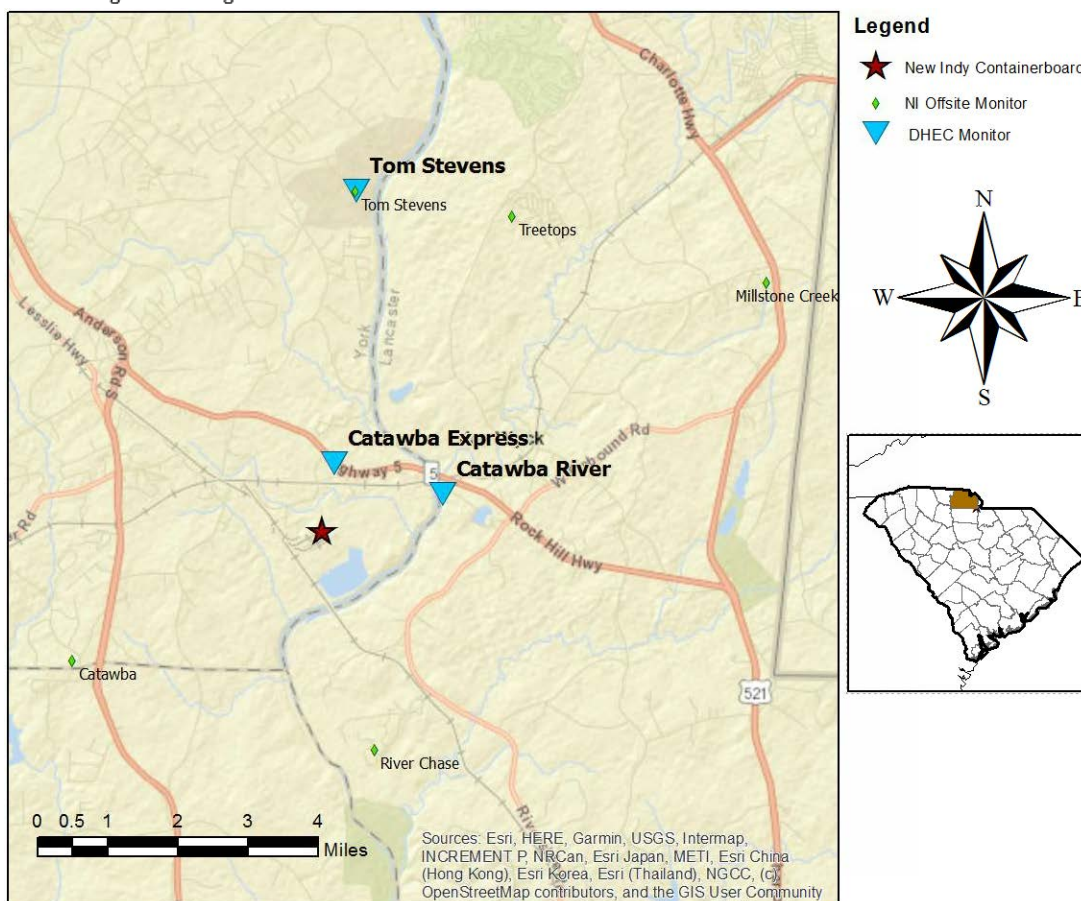 Legend
New Indy Containerboard
NI Offsite Monitor
DHEC Monitor
N
W
S
Charlotte Hwy
Tom Stevens
Tom Stevens
Treetops
Millstone Creek
York
Lancaster
Lesslie Hwy
Anderson Rd S
Catawba Express
ighway 5
5
Catawba River
Rock Hill Hwy
Catawba
521
River Chase
0 0.5 1 2 3 4
Miles
Sources: Esri, HERE, Garmin, USGS, Intermap,
INCREMENT P, NRCan, Esri Japan, METI, Esri China
(Hong Kong), Esri Korea, Esri (Thailand), NGCC, (c)
OpenStreetMap contributors, and the GIS User Community